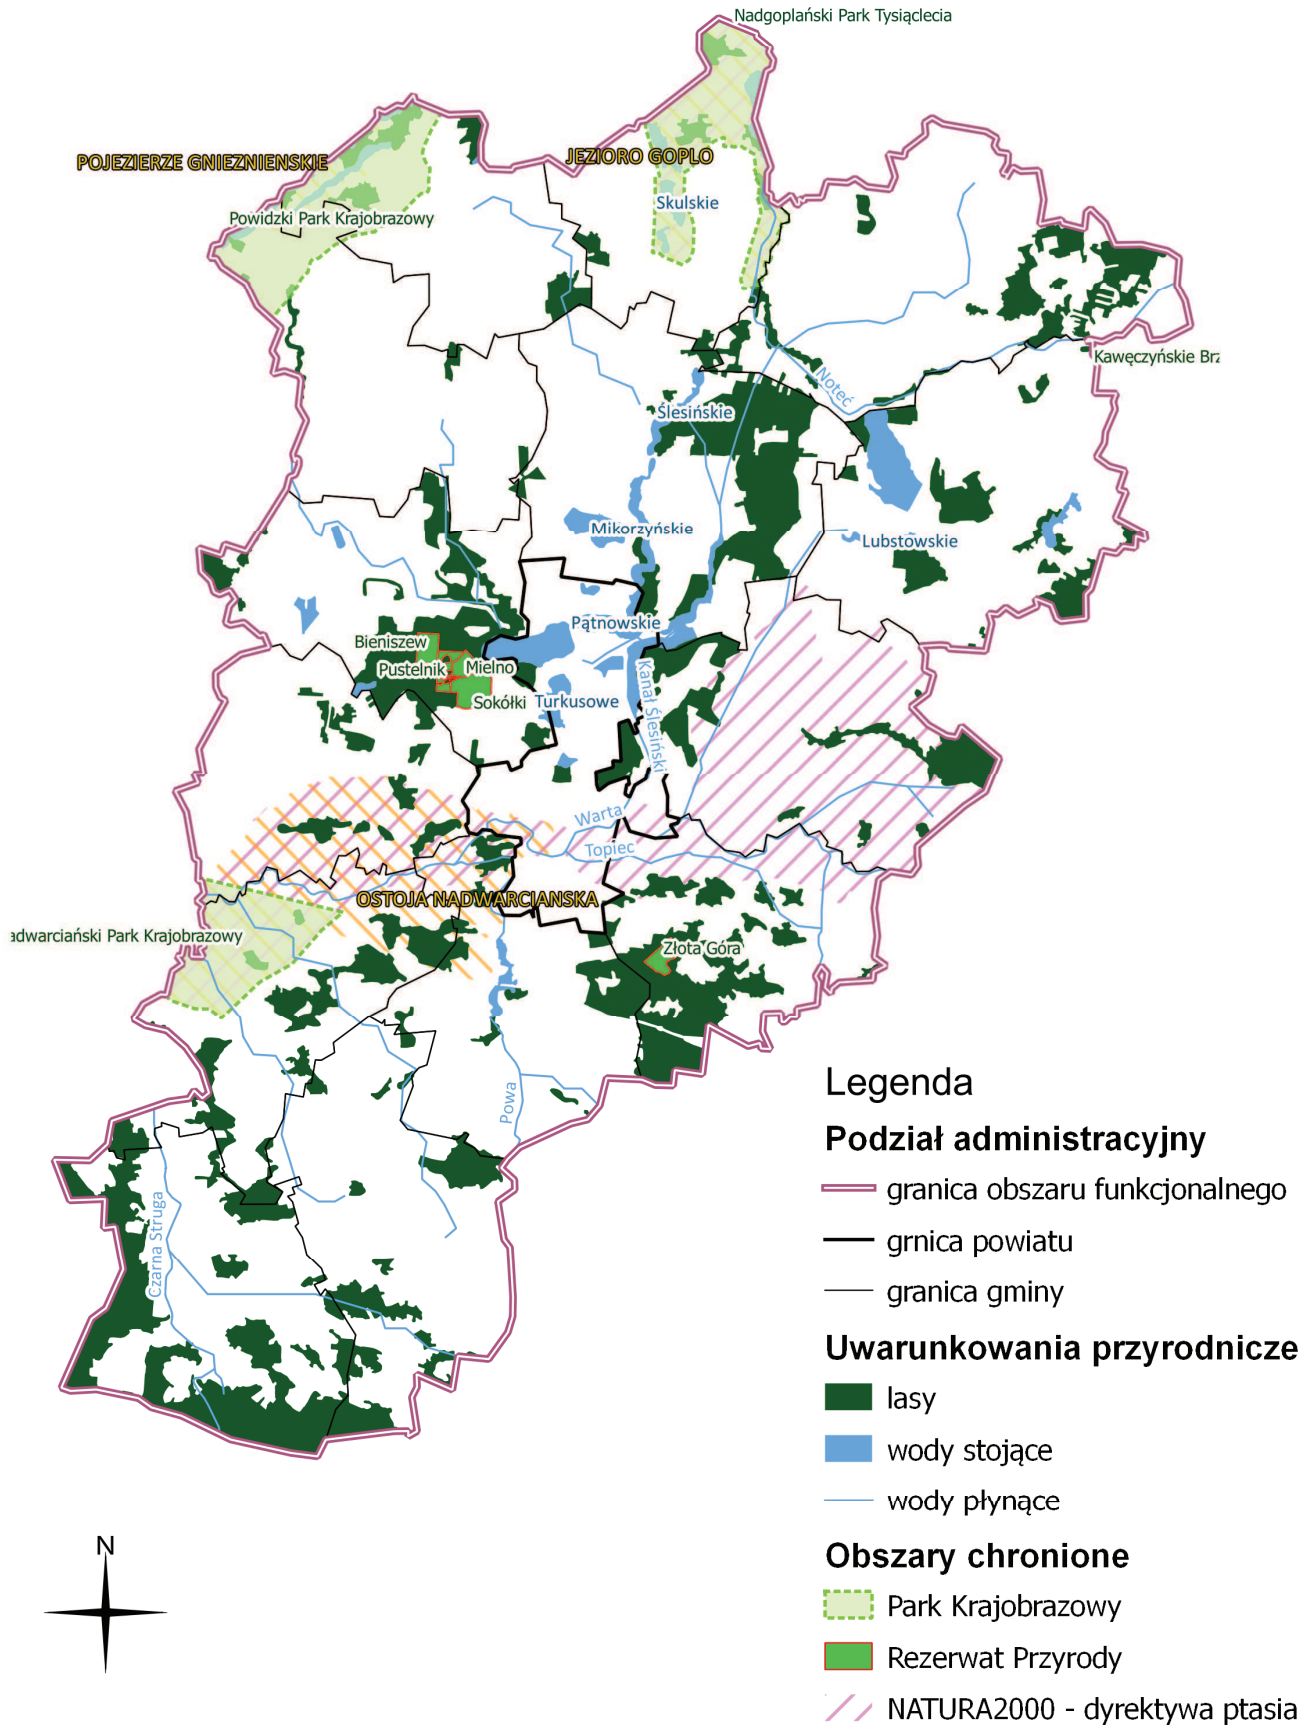 Nadgoplański Park Tysiąclecia
POJEZIERZE GNIEZNIENSKIE
JEZIORO GOPLO
Skulskie
Powidzki Park Krajobrazowy
Kawęczyńskie Brz
Noteć
Ślesińskie
Mikorzyńskie
Lubstowskie
Pątnowskie
Bieniszew
Pustelnik
Mielno
Sokółki
Turkusowe
Kanał Ślesiński
Warta
Topiec
OSTOJA NADWARCIANSKA
adwarciański Park Krajobrazowy
Złota Góra
Powa
Czarna Struga
Legenda
Podział administracyjny
granica obszaru funkcjonalnego
grnica powiatu
granica gminy
Uwarunkowania przyrodnicze
lasy
wody stojące
wody płynące
Obszary chronione
Park Krajobrazowy
Rezerwat Przyrody
NATURA2000 - dyrektywa ptasia
N